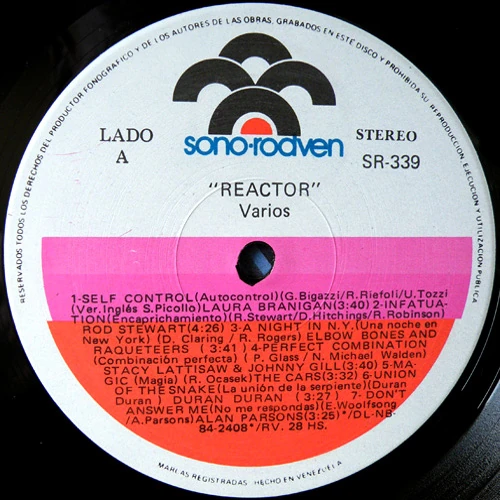 RESERVADOS TODOS LOS DERECHOS DEL PRODUCTOR FONOGRAFICO Y DE LOS AUTORES DE LAS OBRAS, GRABADOS EN ESTE DISCO Y PROHIBIDA SU REPRODUCCION, EJECUCION Y UTILIZACION PUBLICA
sono-rodven
LADO
A
STEREO
SR-339
"REACTOR"
Varios
1-SELF CONTROL(Autocontrol)(G.Bigazzi/R.Riefoli/U.Tozzi
(Ver.Inglés S.Picollo)LAURA BRANIGAN(3:40)2-INFATUA-
TION(Encaprichamiento)(R.Stewart/D.Hitchings/R.Robinson)
ROD STEWART(4:26) 3-A NIGHT IN N.Y.(Una noche en
New York) (D. Claring / R. Rogers) ELBOW BONES AND
RAQUETEERS ( 3:41 ) 4-PERFECT COMBINATION
(Combinación perfecta) ( P. Glass / N. Michael Walden)
STACY LATTISAW & JOHNNY GILL(3:40) 5-MA-
GIC (Magia) (R. Ocasek)THE CARS(3:32) 6-UNION
OF THE SNAKE(La unión de la serpiente)(Duran
Duran ) DURAN DURAN ( 3:27) 7- DON'T
ANSWER ME(No me respondas)(E.Woolfsong
/A.Parsons)ALAN PARSONS(3:25)*/DL-NB-
84-2408*/RV. 28 HS.
MARCAS REGISTRADAS HECHO EN VENEZUELA